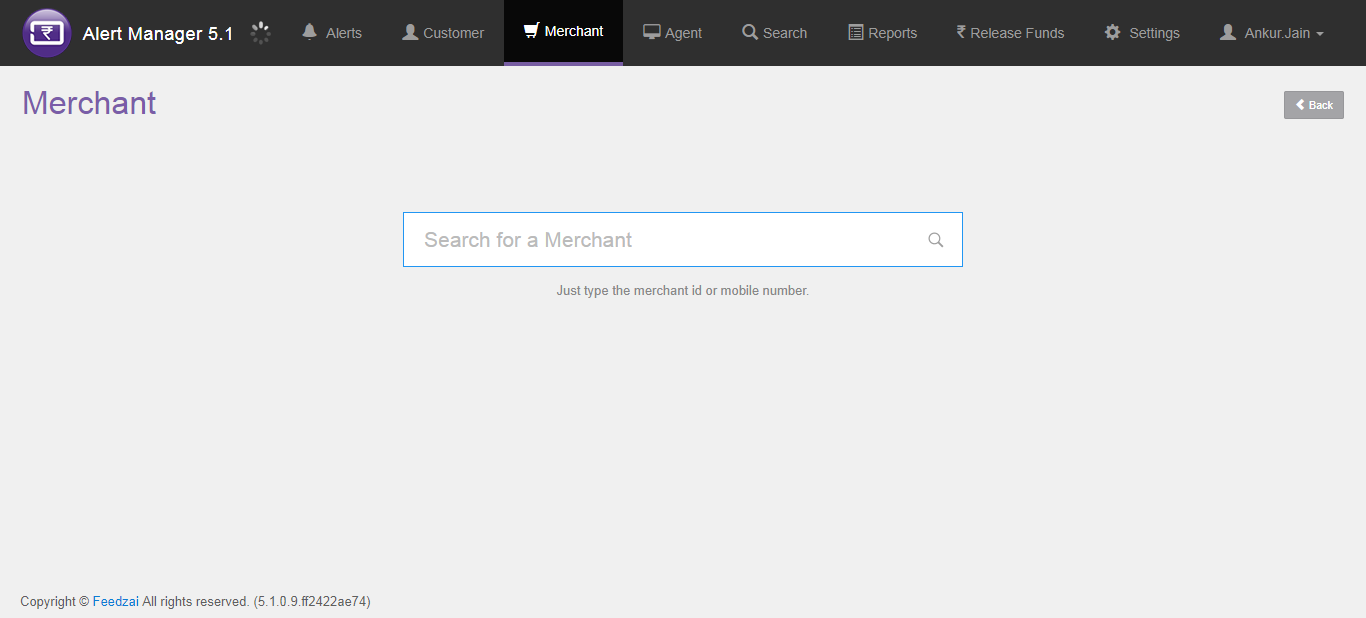 Alert Manager 5.1 Alerts Customer Merchant Agent Search Reports ₹ Release Funds Settings Ankur.Jain
Merchant
Back
Search for a Merchant
Just type the merchant id or mobile number.
Copyright © Feedzai All rights reserved. (5.1.0.9.ff2422ae74)